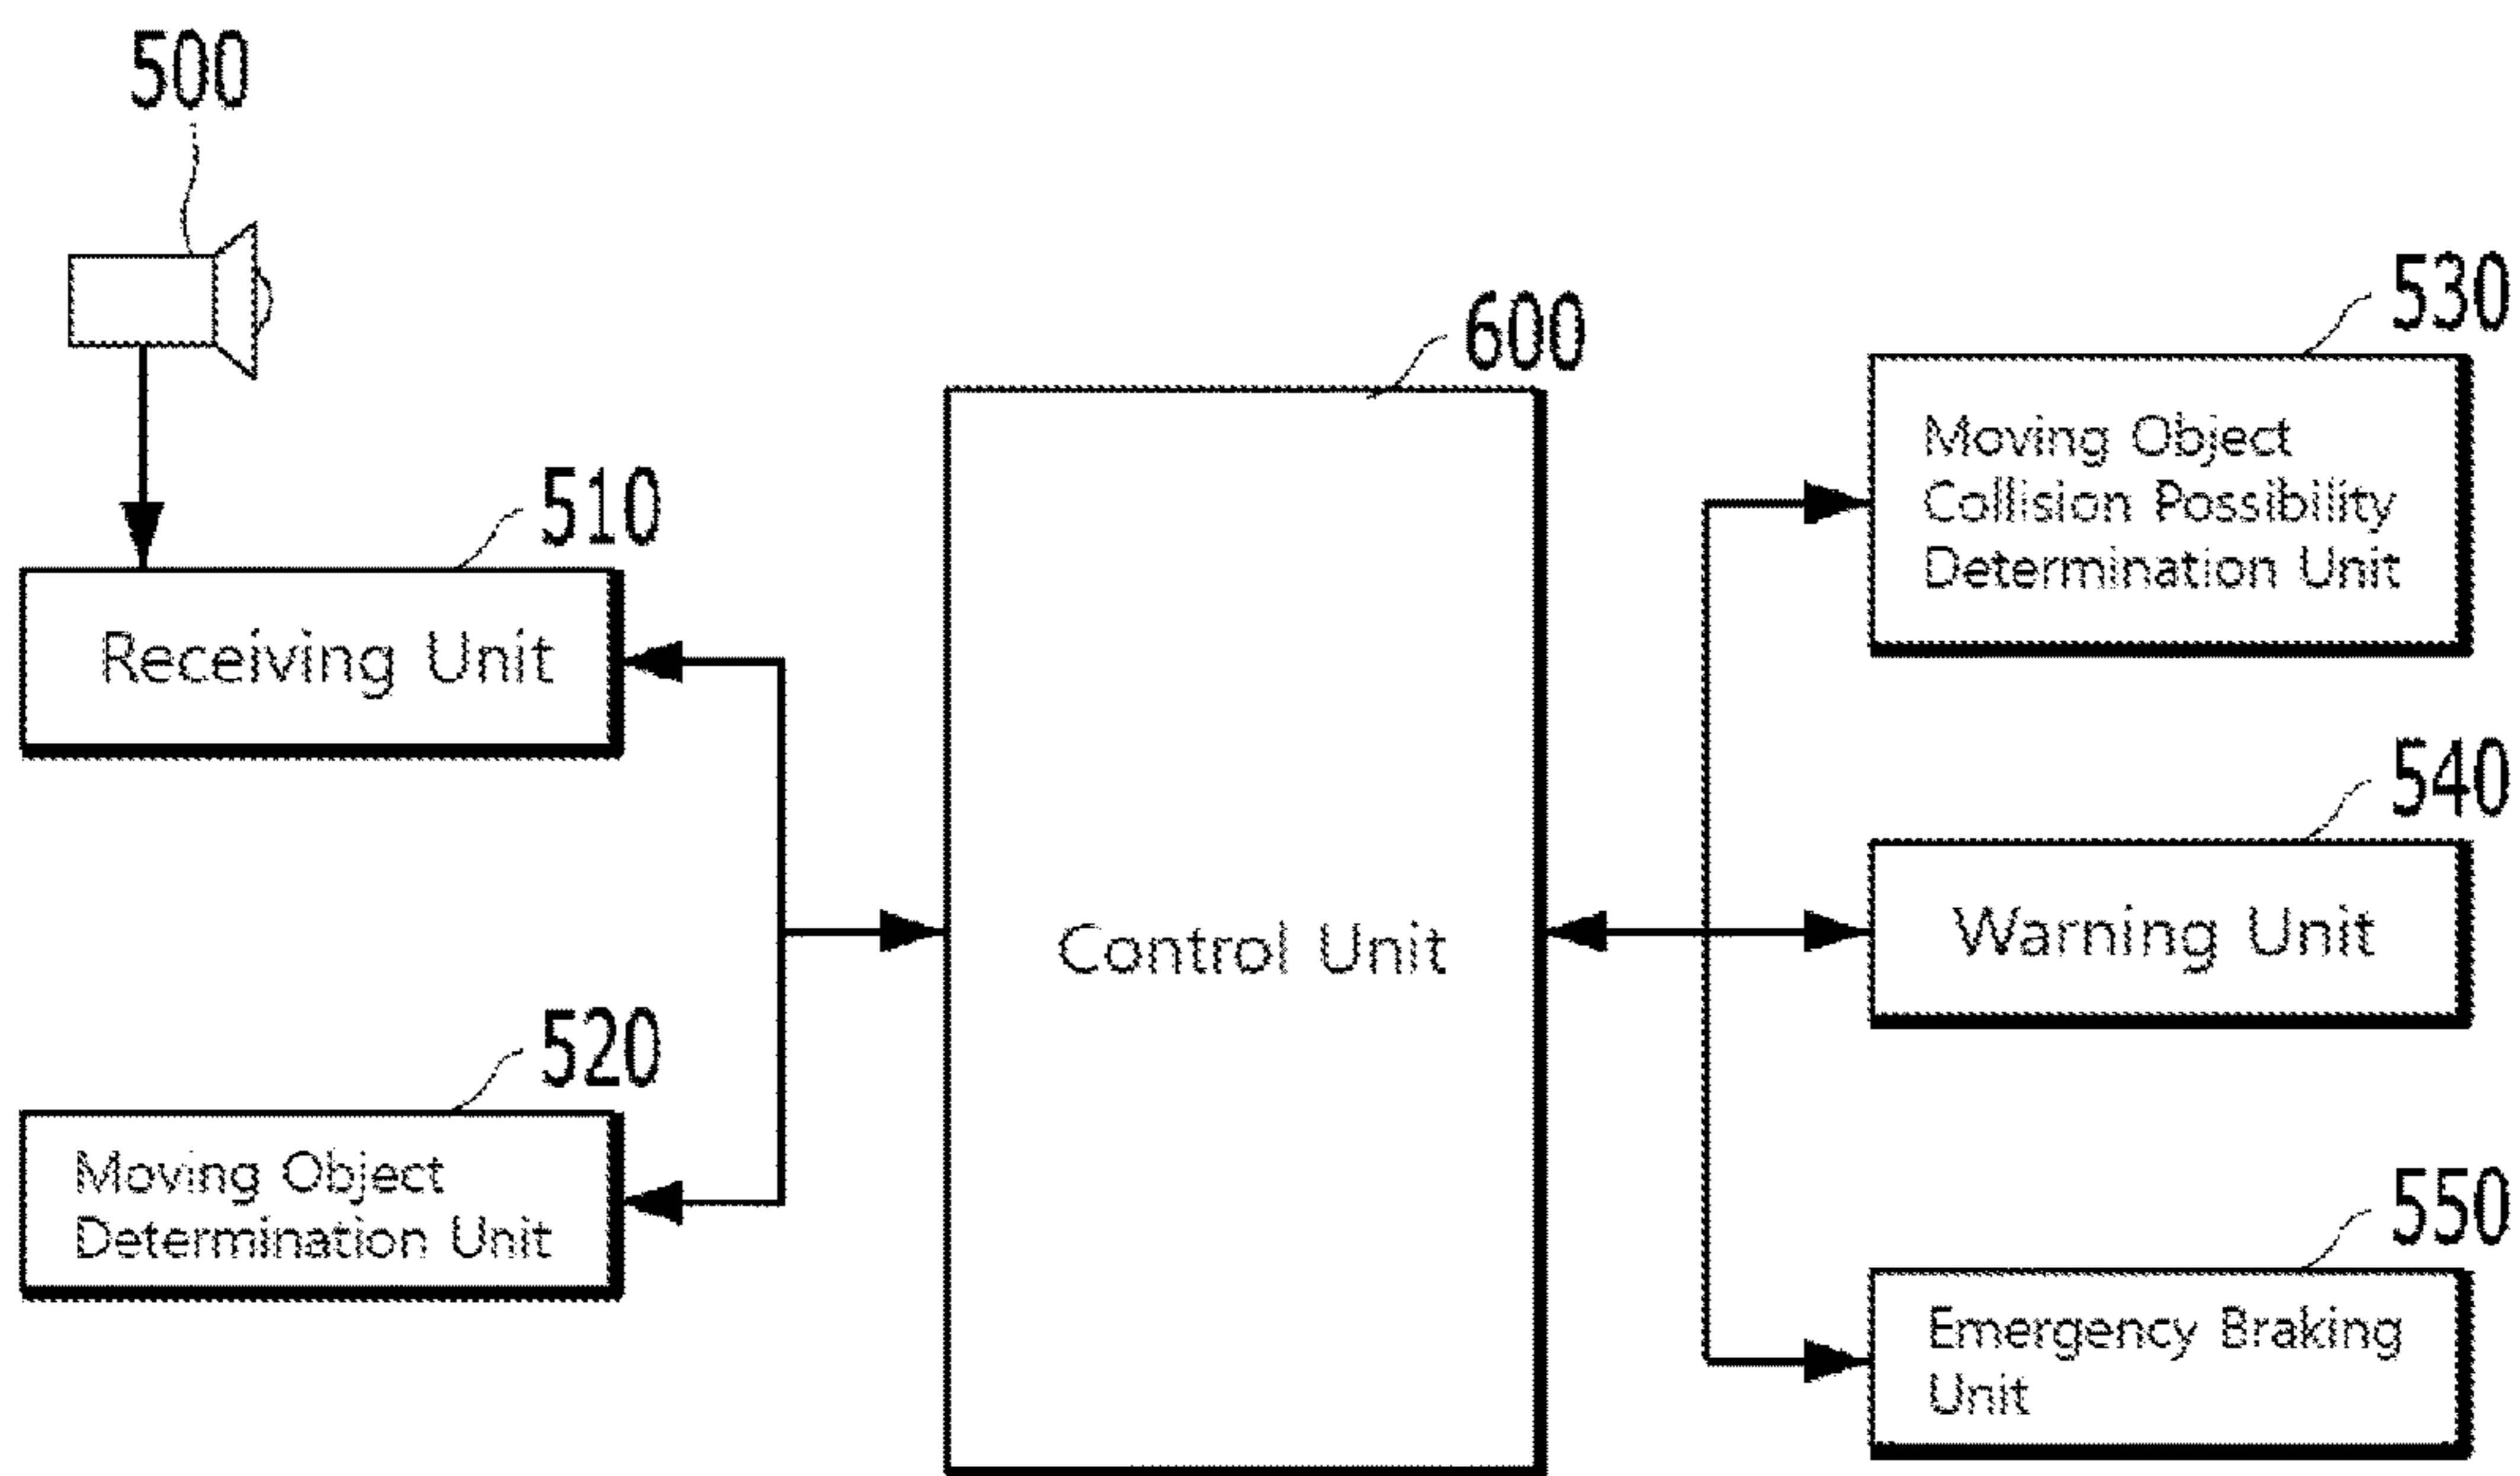 500
510
Receiving Unit
520
Moving Object
Determination Unit
600
Control Unit
530
Moving Object
Collision Possibility
Determination Unit
540
Warning Unit
550
Emergency Braking
Unit